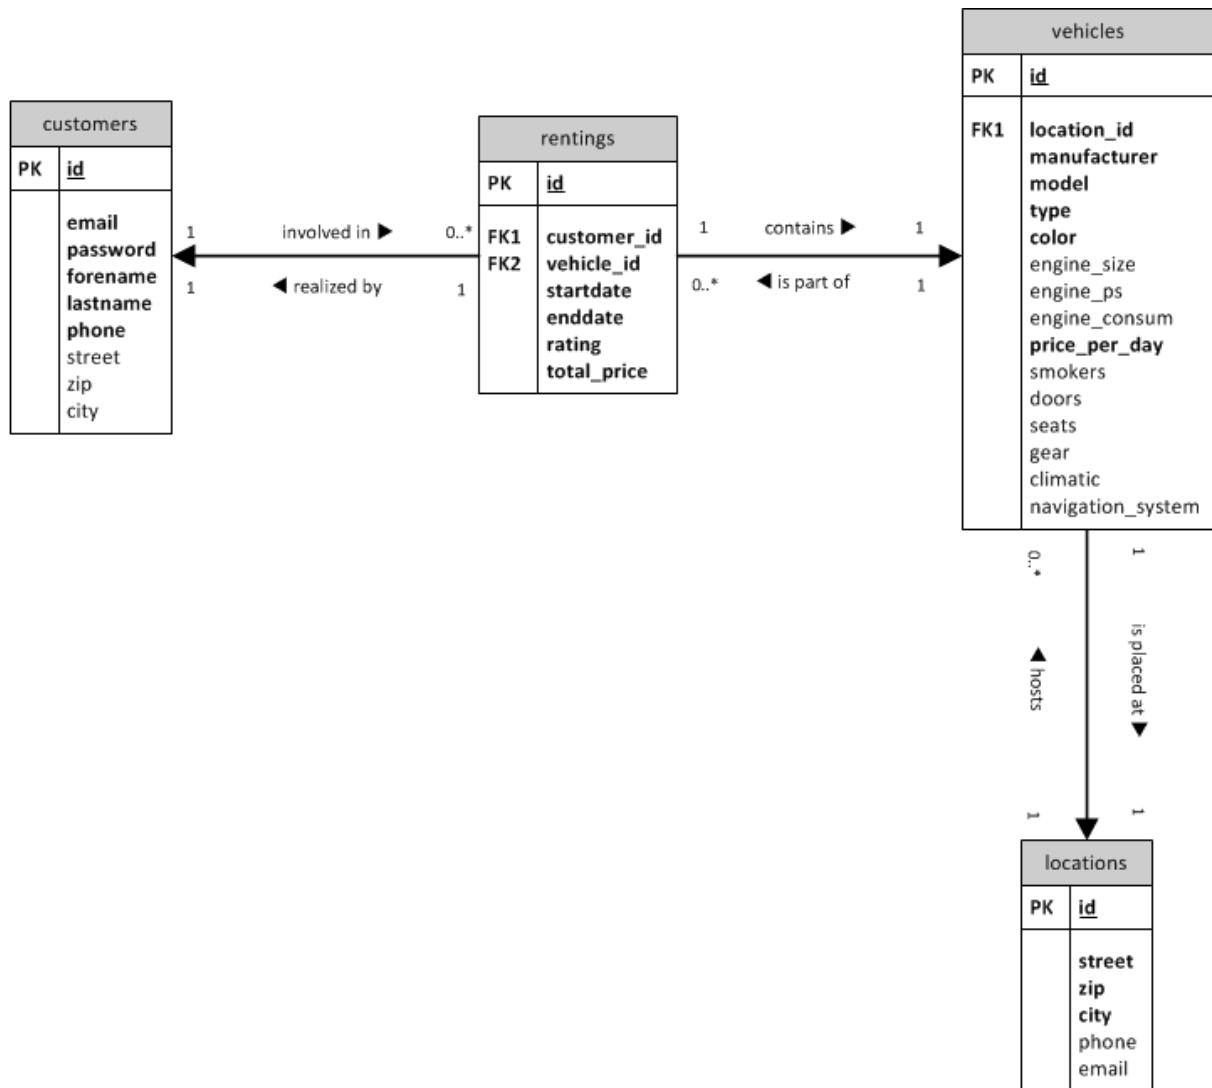 customers
PK id
email
password
forename
lastname
phone
street
zip
city
1 involved in ▶ 0..*
1 ◀ realized by 1
rentings
PK id
FK1 customer_id
FK2 vehicle_id
startdate
enddate
rating
total_price
1 contains ▶ 1
0..* ◀ is part of 1
vehicles
PK id
FK1 location_id
manufacturer
model
type
color
engine_size
engine_ps
engine_consum
price_per_day
smokers
doors
seats
gear
climatic
navigation_system
0..* ◀ hosts 1
1 is placed at ▶ 1
locations
PK id
street
zip
city
phone
email